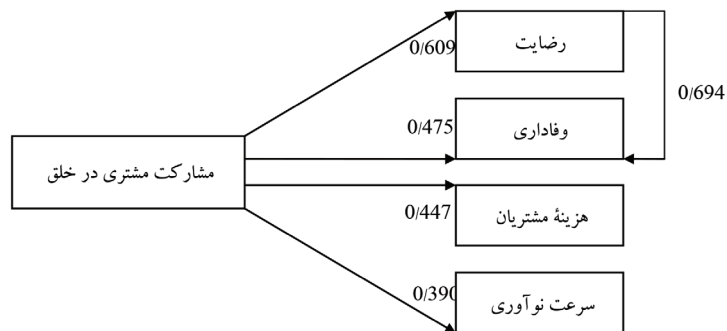 رضایت
0/609
0/694
وفاداری
0/475
مشارکت مشتری در خلق
هزینهٔ مشتریان
0/447
سرعت نوآوری
0/390